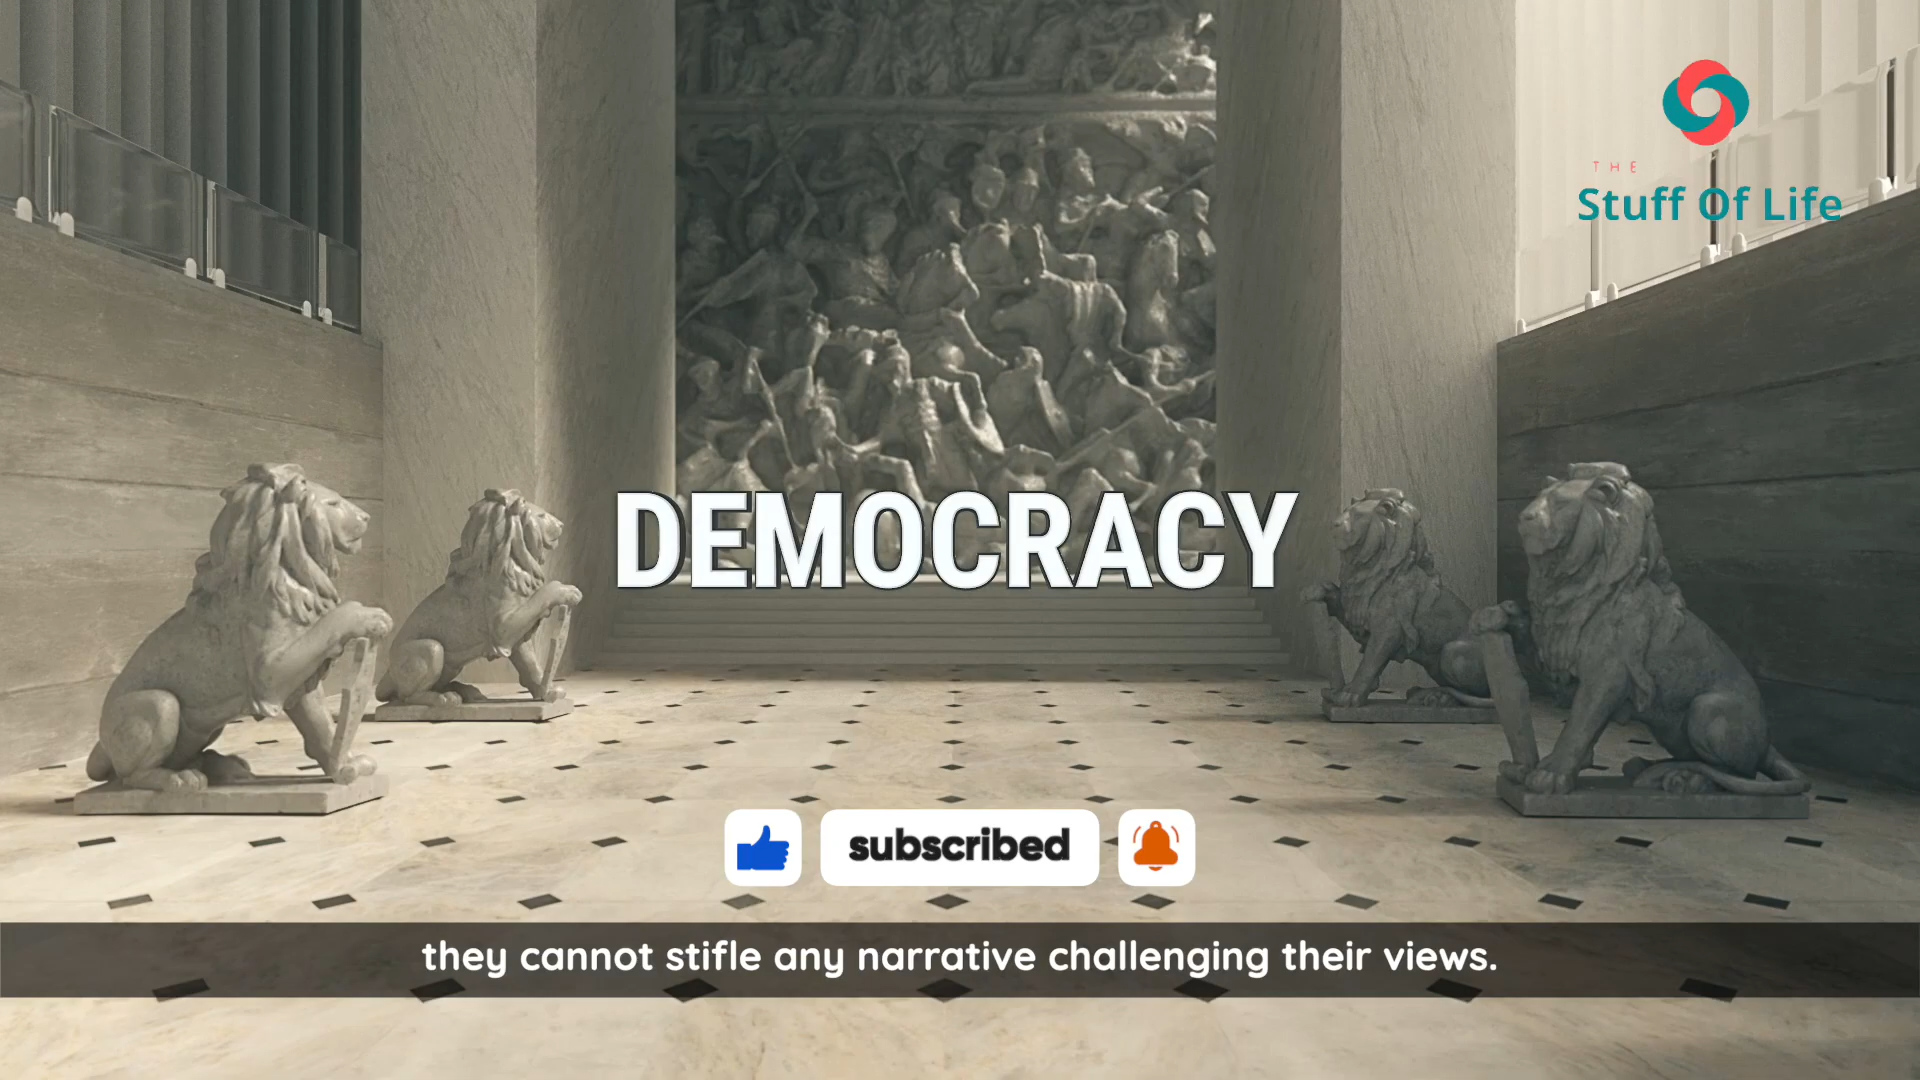 THE
Stuff Of Life
DEMOCRACY
subscribed
they cannot stifle any narrative challenging their views.